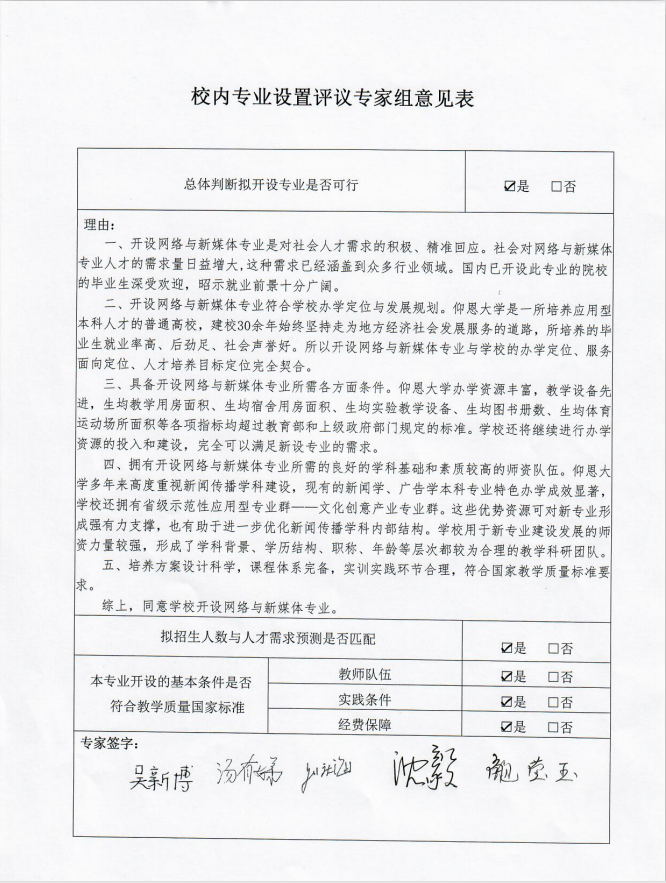 校内专业设置评议专家组意见表
总体判断拟开设专业是否可行 ☑是 □否
理由：
一、开设网络与新媒体专业是对社会人才需求的积极、精准回应。社会对网络与新媒体
专业人才的需求量日益增大,这种需求已经涵盖到众多行业领域。国内已开设此专业的院校
的毕业生深受欢迎，昭示就业前景十分广阔。
二、开设网络与新媒体专业符合学校办学定位与发展规划。仰恩大学是一所培养应用型
本科人才的普通高校，建校30余年始终坚持走为地方经济社会发展服务的道路，所培养的毕
业生就业率高、后劲足、社会声誉好。所以开设网络与新媒体专业与学校的办学定位、服务
面向定位、人才培养目标定位完全契合。
三、具备开设网络与新媒体专业所需各方面条件。仰恩大学办学资源丰富，教学设备先
进，生均教学用房面积、生均宿舍用房面积、生均实验教学设备、生均图书册数、生均体育
运动场所面积等各项指标均超过教育部和上级政府部门规定的标准。学校还将继续进行办学
资源的投入和建设，完全可以满足新设专业的需求。
四、拥有开设网络与新媒体专业所需的良好的学科基础和素质较高的师资队伍。仰恩大
学多年来高度重视新闻传播学科建设，现有的新闻学、广告学本科专业特色办学成效显著，
学校还拥有省级示范性应用型专业群——文化创意产业专业群。这些优势资源可对新专业形
成强有力支撑，也有助于进一步优化新闻传播学科内部结构。学校用于新专业建设发展的师
资力量较强，形成了学科背景、学历结构、职称、年龄等层次都较为合理的教学科研团队。
五、培养方案设计科学，课程体系完备，实训实践环节合理，符合国家教学质量标准要
求。
综上，同意学校开设网络与新媒体专业。
拟招生人数与人才需求预测是否匹配 ☑是 □否
本专业开设的基本条件是否
符合教学质量国家标准
教师队伍 ☑是 □否
实践条件 ☑是 □否
经费保障 ☑是 □否
专家签字：
吴新博 沈毅